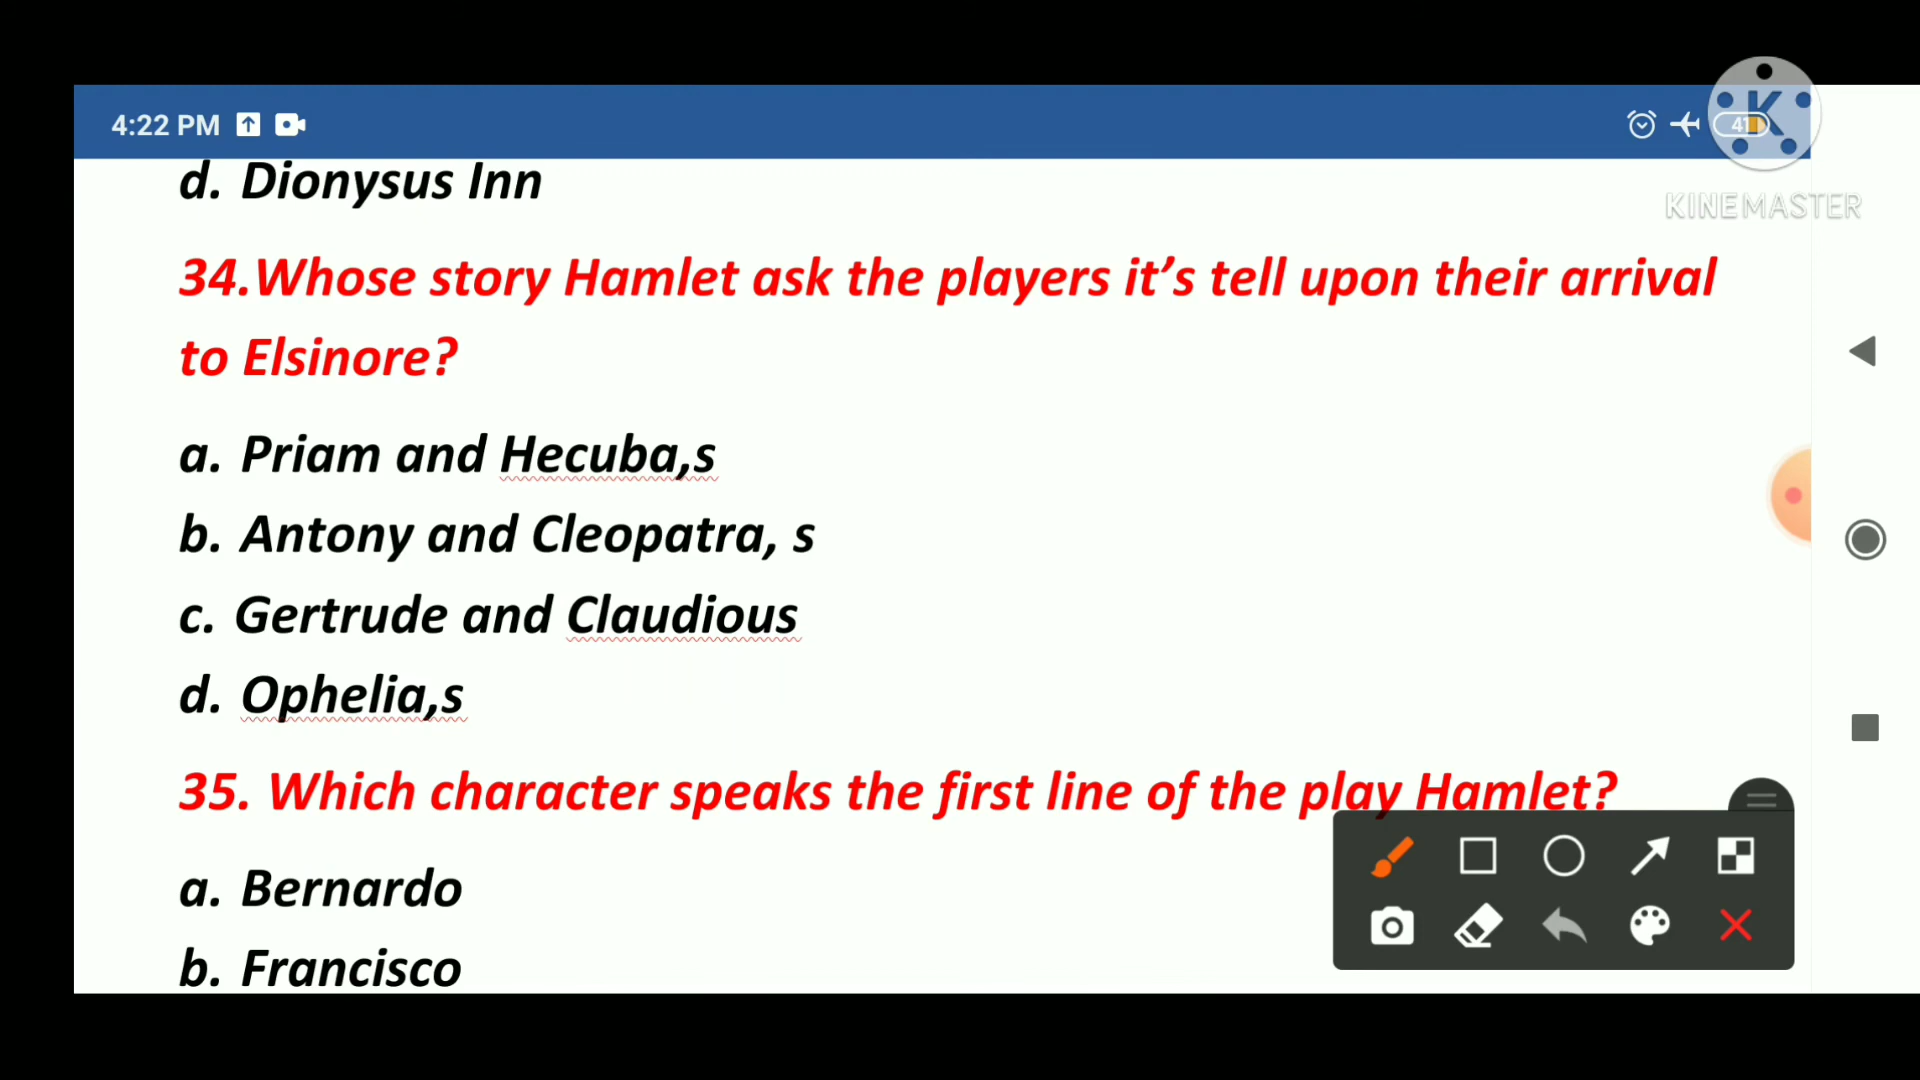 4:22 PM
41
K
KINEMASTER
d. Dionysus Inn
34.Whose story Hamlet ask the players it’s tell upon their arrival
to Elsinore?
a. Priam and Hecuba,s
b. Antony and Cleopatra, s
c. Gertrude and Claudious
d. Ophelia,s
35. Which character speaks the first line of the play Hamlet?
a. Bernardo
b. Francisco